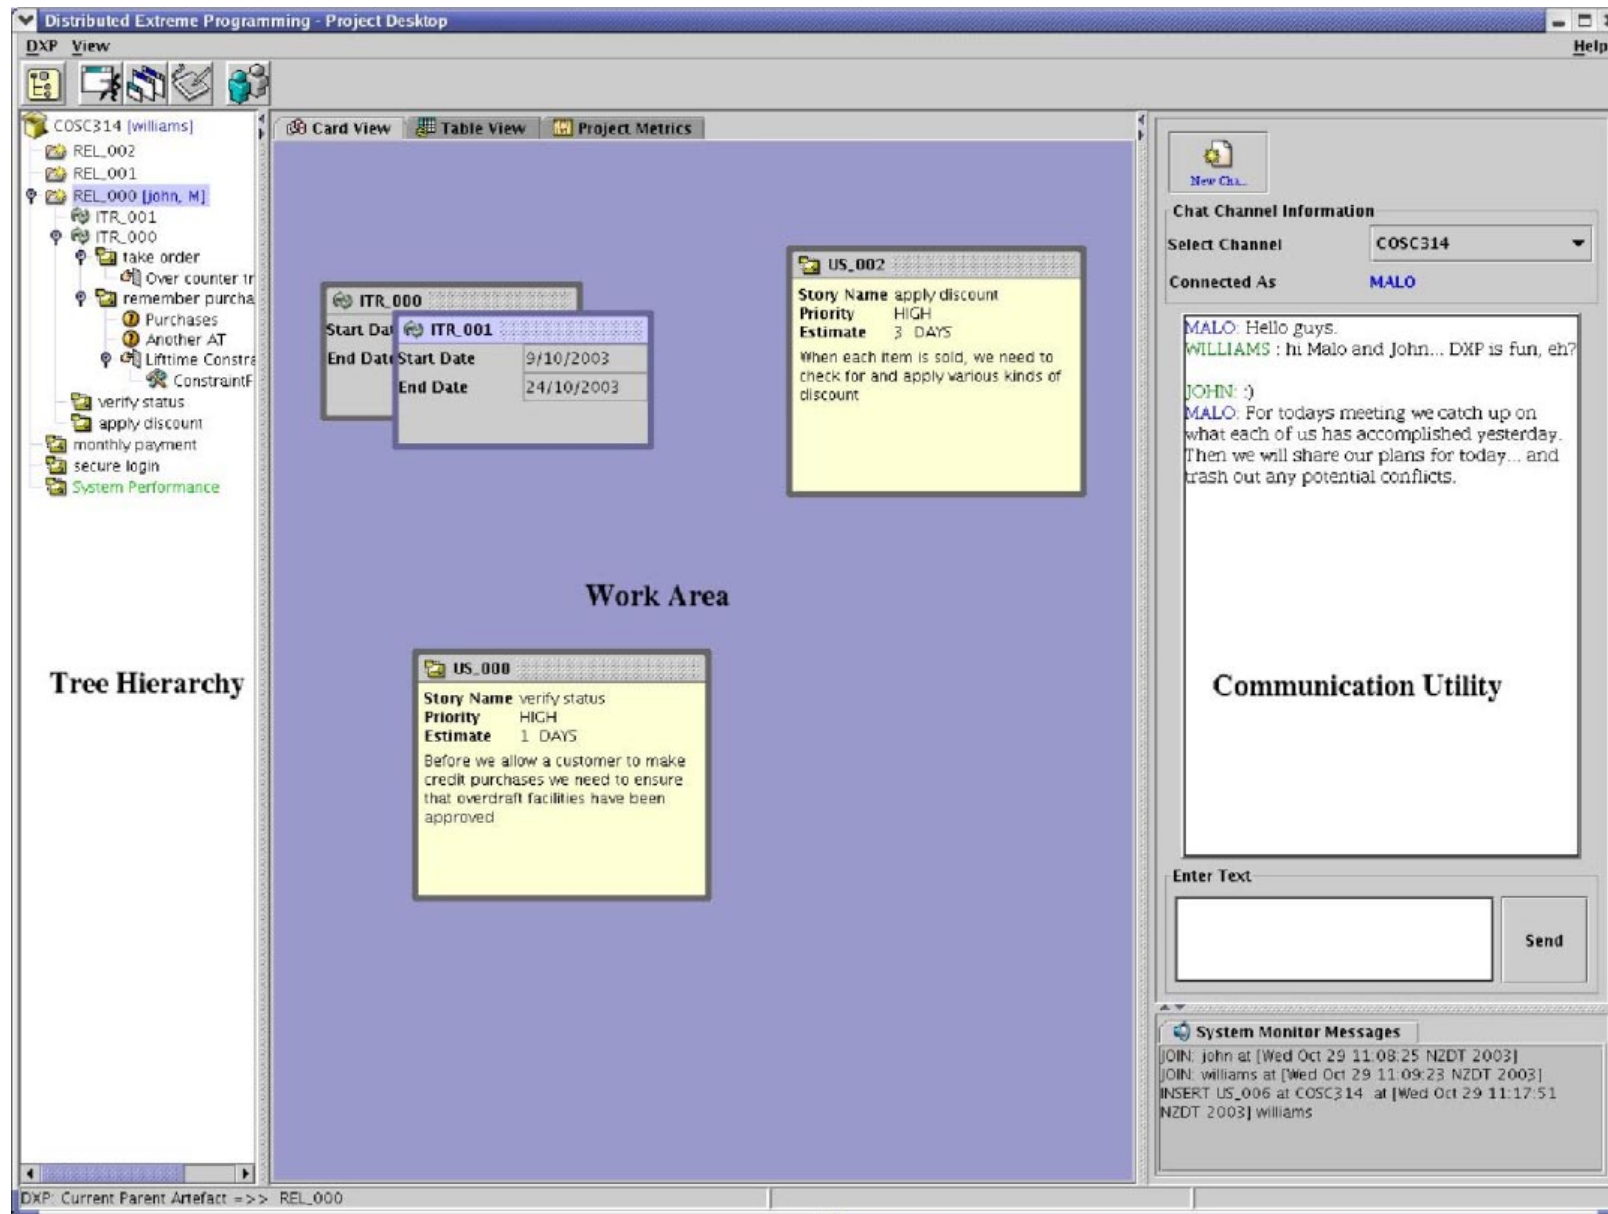 Distributed Extreme Programming - Project Desktop
DXP View
Help
COSC314 [williams]
REL_002
REL_001
REL_000 [john, M]
ITR_001
ITR_000
take order
Over counter tr
remember purcha
Purchases
Another AT
Lifttime Constra
ConstraintF
verify status
apply discount
monthly payment
secure login
System Performance
Tree Hierarchy
Card View Table View Project Metrics
ITR_000
Start Dat
End Dat
ITR_001
Start Date 9/10/2003
End Date 24/10/2003
US_002
Story Name apply discount
Priority HIGH
Estimate 3 DAYS
When each item is sold, we need to
check for and apply various kinds of
discount
Work Area
US_000
Story Name verify status
Priority HIGH
Estimate 1 DAYS
Before we allow a customer to make
credit purchases we need to ensure
that overdraft facilities have been
approved
New Cha...
Chat Channel Information
Select Channel COSC314
Connected As MALO
MALO: Hello guys.
WILLIAMS : hi Malo and John... DXP is fun, eh?
JOHN: :)
MALO: For todays meeting we catch up on
what each of us has accomplished yesterday.
Then we will share our plans for today... and
trash out any potential conflicts.
Communication Utility
Enter Text
Send
System Monitor Messages
JOIN: john at [Wed Oct 29 11:08:25 NZDT 2003]
JOIN: williams at [Wed Oct 29 11:09:23 NZDT 2003]
INSERT US_006 at COSC314 at [Wed Oct 29 11:17:51
NZDT 2003] williams
DXP: Current Parent Artefact =>> REL_000